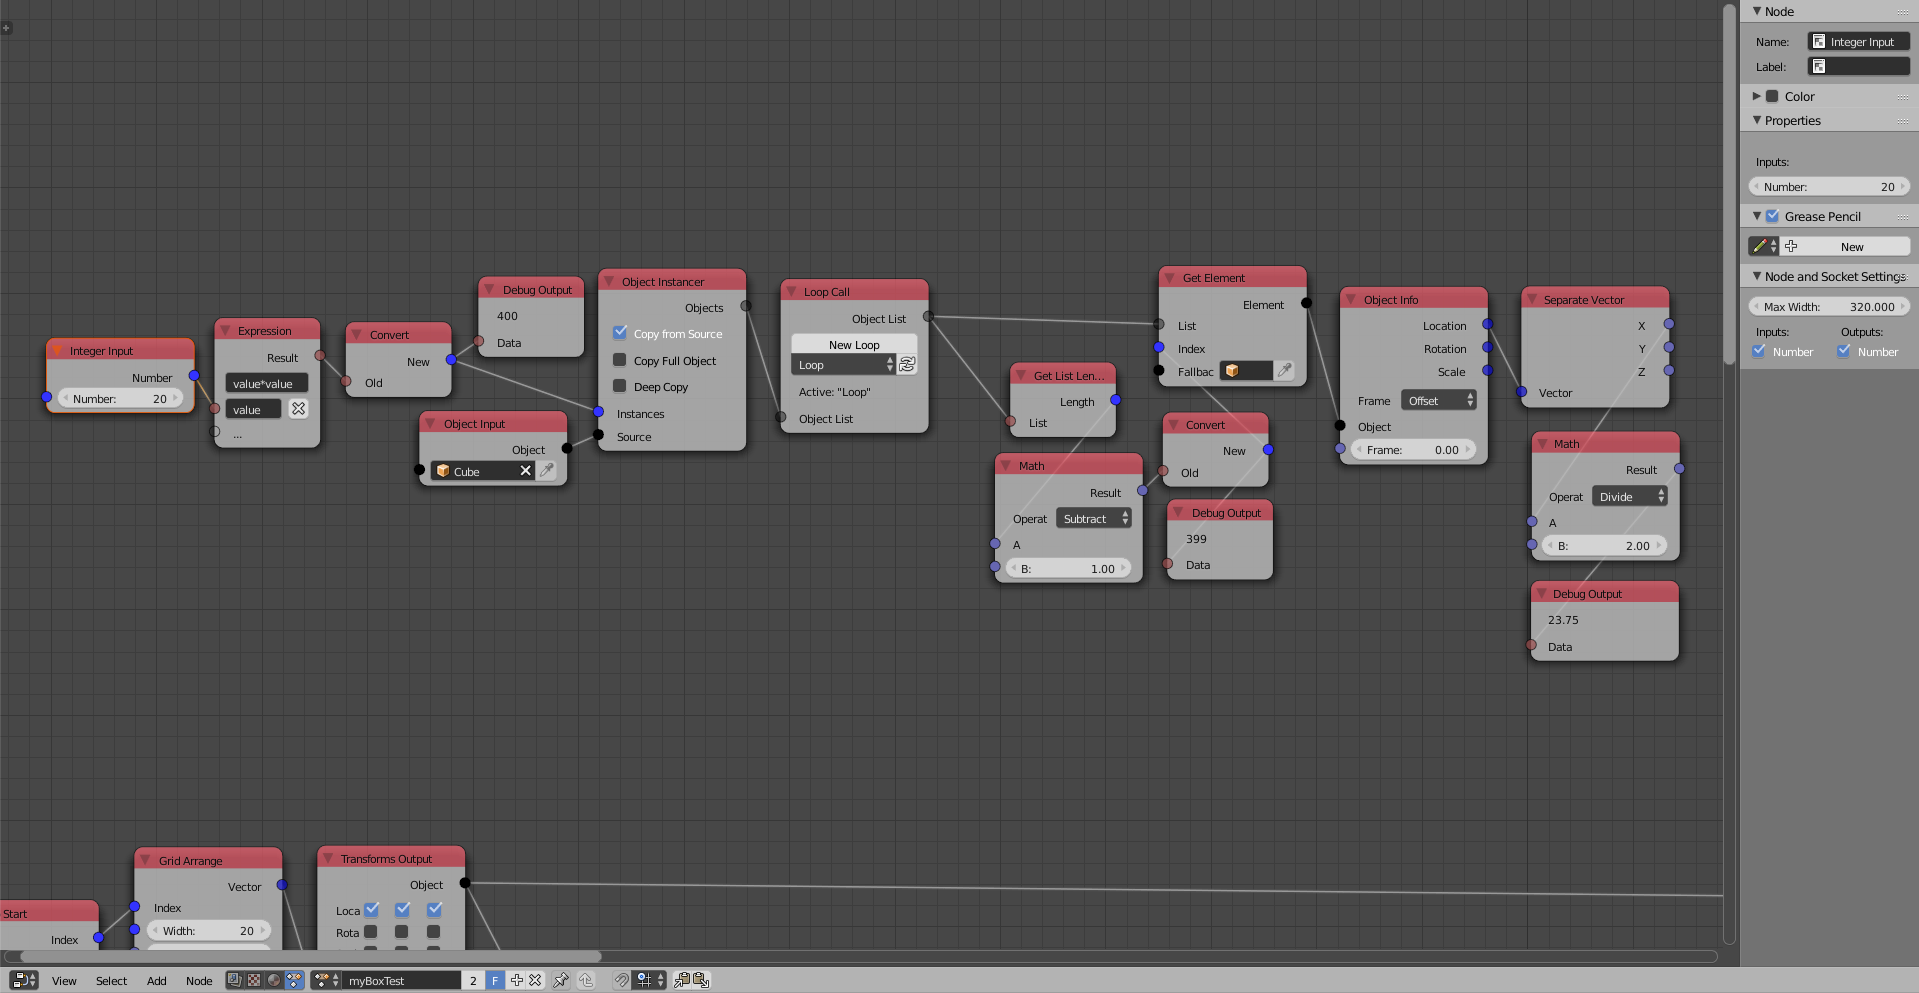 Integer Input
Number
Number: 20
Expression
Result
value*value
value
...
Convert
New
Old
Debug Output
400
Data
Object Input
Object
Cube
Object Instancer
Objects
Copy from Source
Copy Full Object
Deep Copy
Instances
Source
Loop Call
Object List
New Loop
Loop
Active: "Loop"
Object List
Get List Len...
Length
List
Math
Result
Operat Subtract
A
B: 1.00
Get Element
Element
List
Index
Fallbac
Convert
New
Old
Debug Output
399
Data
Object Info
Location
Rotation
Scale
Frame Offset
Object
Frame: 0.00
Separate Vector
X
Y
Z
Vector
Math
Result
Operat Divide
A
B: 2.00
Debug Output
23.75
Data
Start
Index
Grid Arrange
Vector
Index
Width: 20
Transforms Output
Object
Loca
Rota
Node
Name: Integer Input
Label:
Color
Properties
Inputs:
Number: 20
Grease Pencil
New
Node and Socket Settings
Max Width: 320.000
Inputs: Outputs:
Number Number
View Select Add Node myBoxTest 2 F